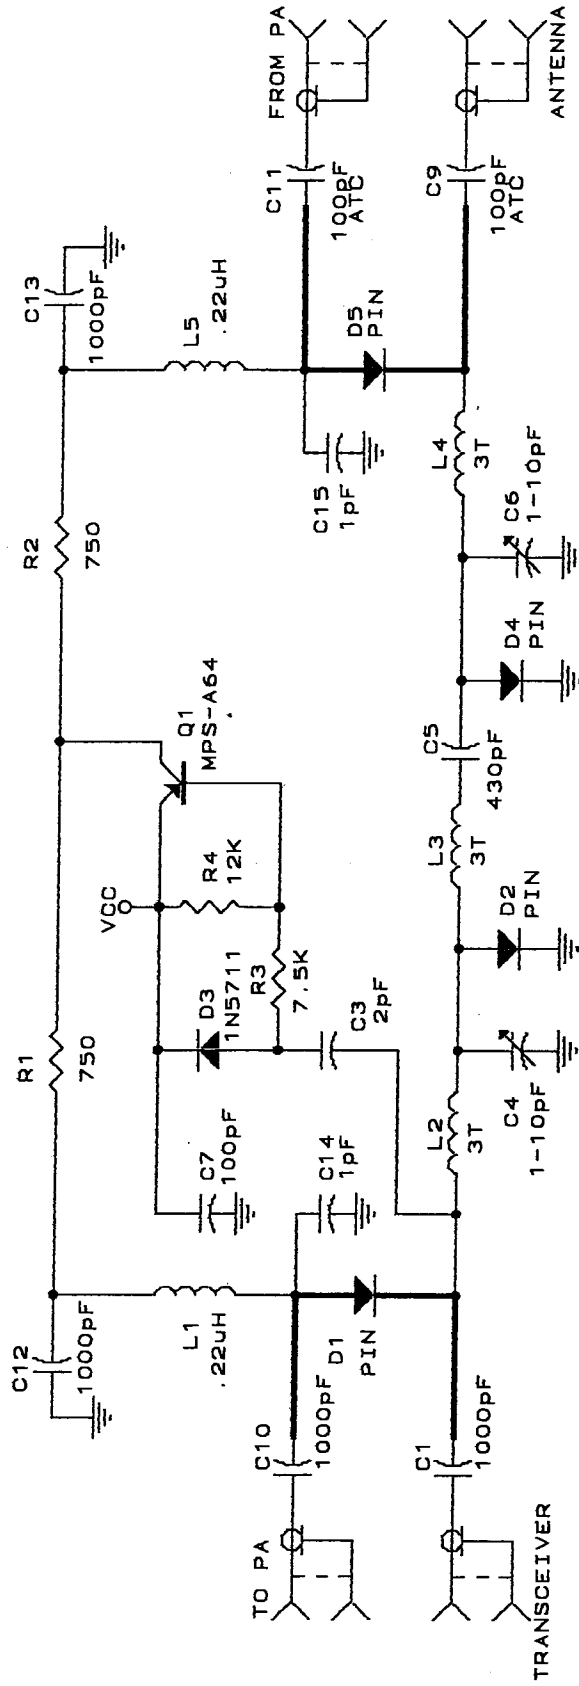 C12
1000pF
R1
750
R2
750
C13
1000pF
L1
.22uH
C7
100pF
D3
1N5711
VCC
R4
12K
Q1
MPS-A64
L5
.22uH
R3
7.5K
TO PA
C10
1000pF
C14
1pF
D1
PIN
C3
2pF
C15
1pF
D5
PIN
FROM PA
C11
100pF
ATC
TRANSCEIVER
C1
1000pF
L2
3T
C4
1-10pF
D2
PIN
L3
3T
C5
430pF
D4
PIN
C6
1-10pF
L4
3T
C9
100pF
ATC
ANTENNA